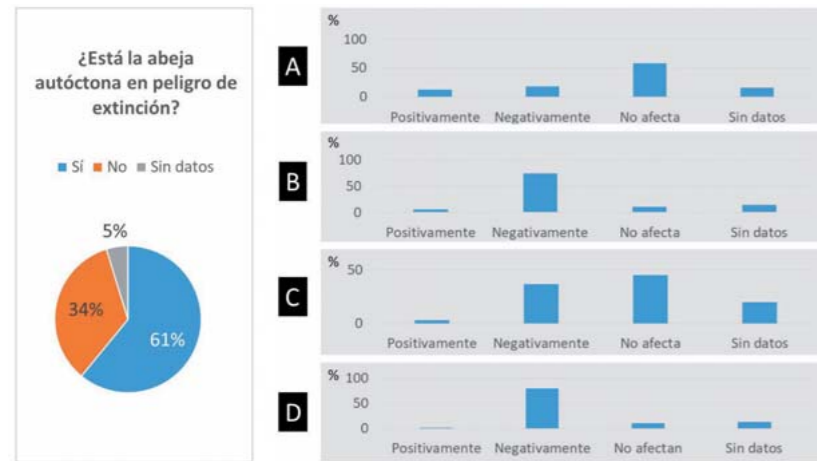 ¿Está la abeja
autóctona en peligro de
extinción?
Sí No Sin datos
5%
34%
61%
A
%
100
50
0
Positivamente Negativamente No afecta Sin datos
B
%
100
50
0
Positivamente Negativamente No afecta Sin datos
C
%
50
0
Positivamente Negativamente No afecta Sin datos
D
%
100
50
0
Positivamente Negativamente No afectan Sin datos